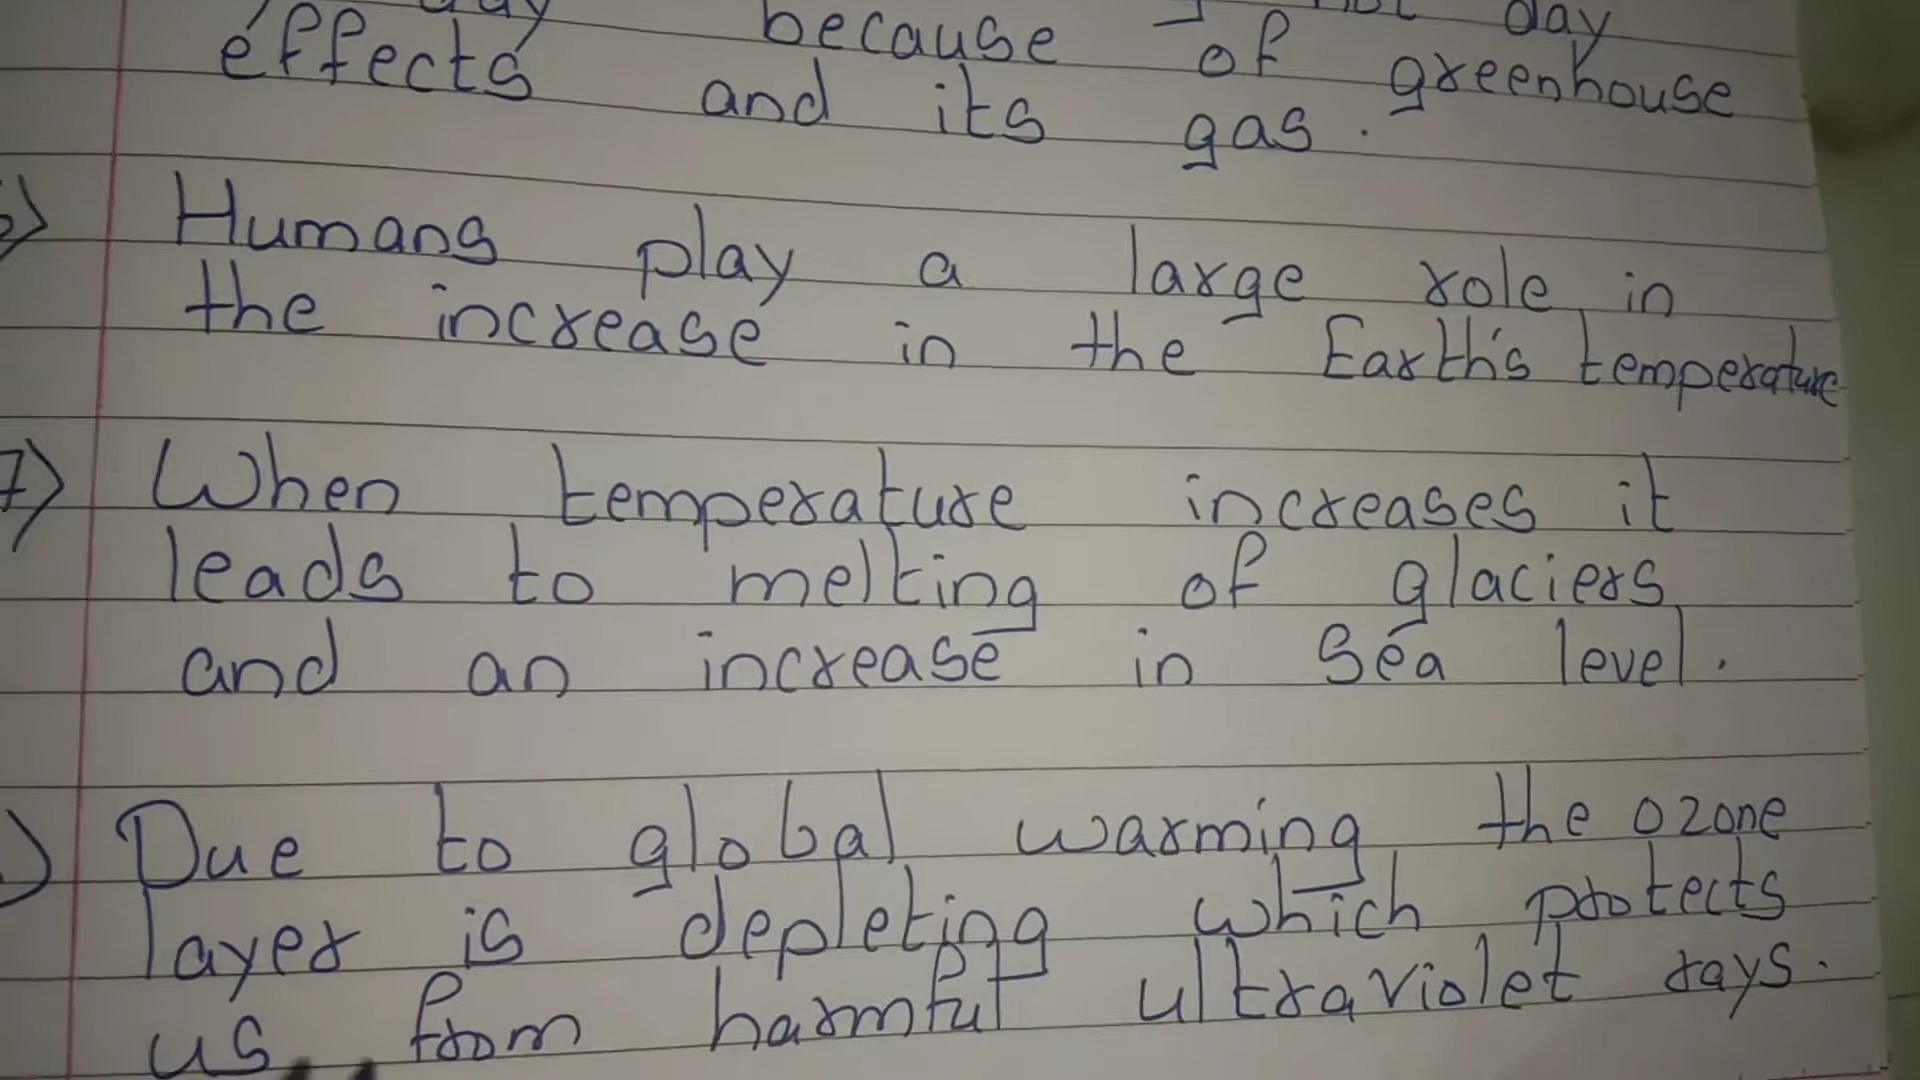 day
because of greenhouse
effects and its gas.
Humans play a large role in
the increase in the Earth's temperature
7) When temperature increases it
leads to melting of glaciers
and an increase in sea level.
Due to global warming the ozone
layer is depleting which protects
us from harmful ultraviolet rays.